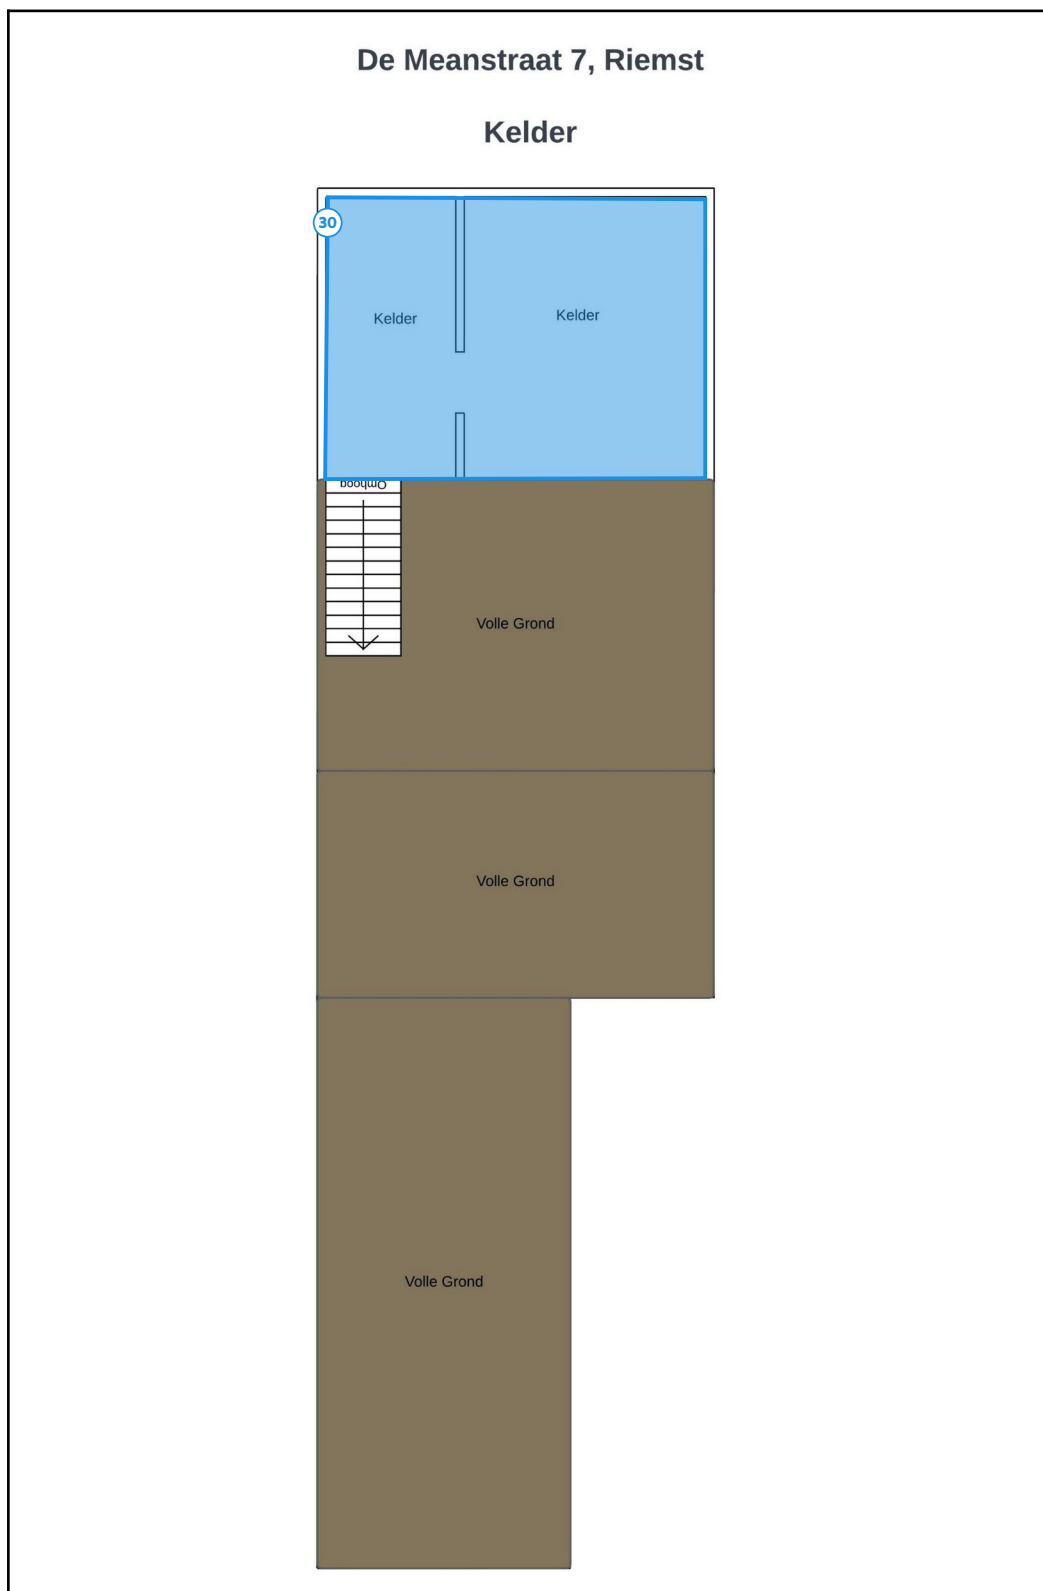 De Meanstraat 7, Riemst
Kelder
30
Kelder
Kelder
Omhoog
Volle Grond
Volle Grond
Volle Grond